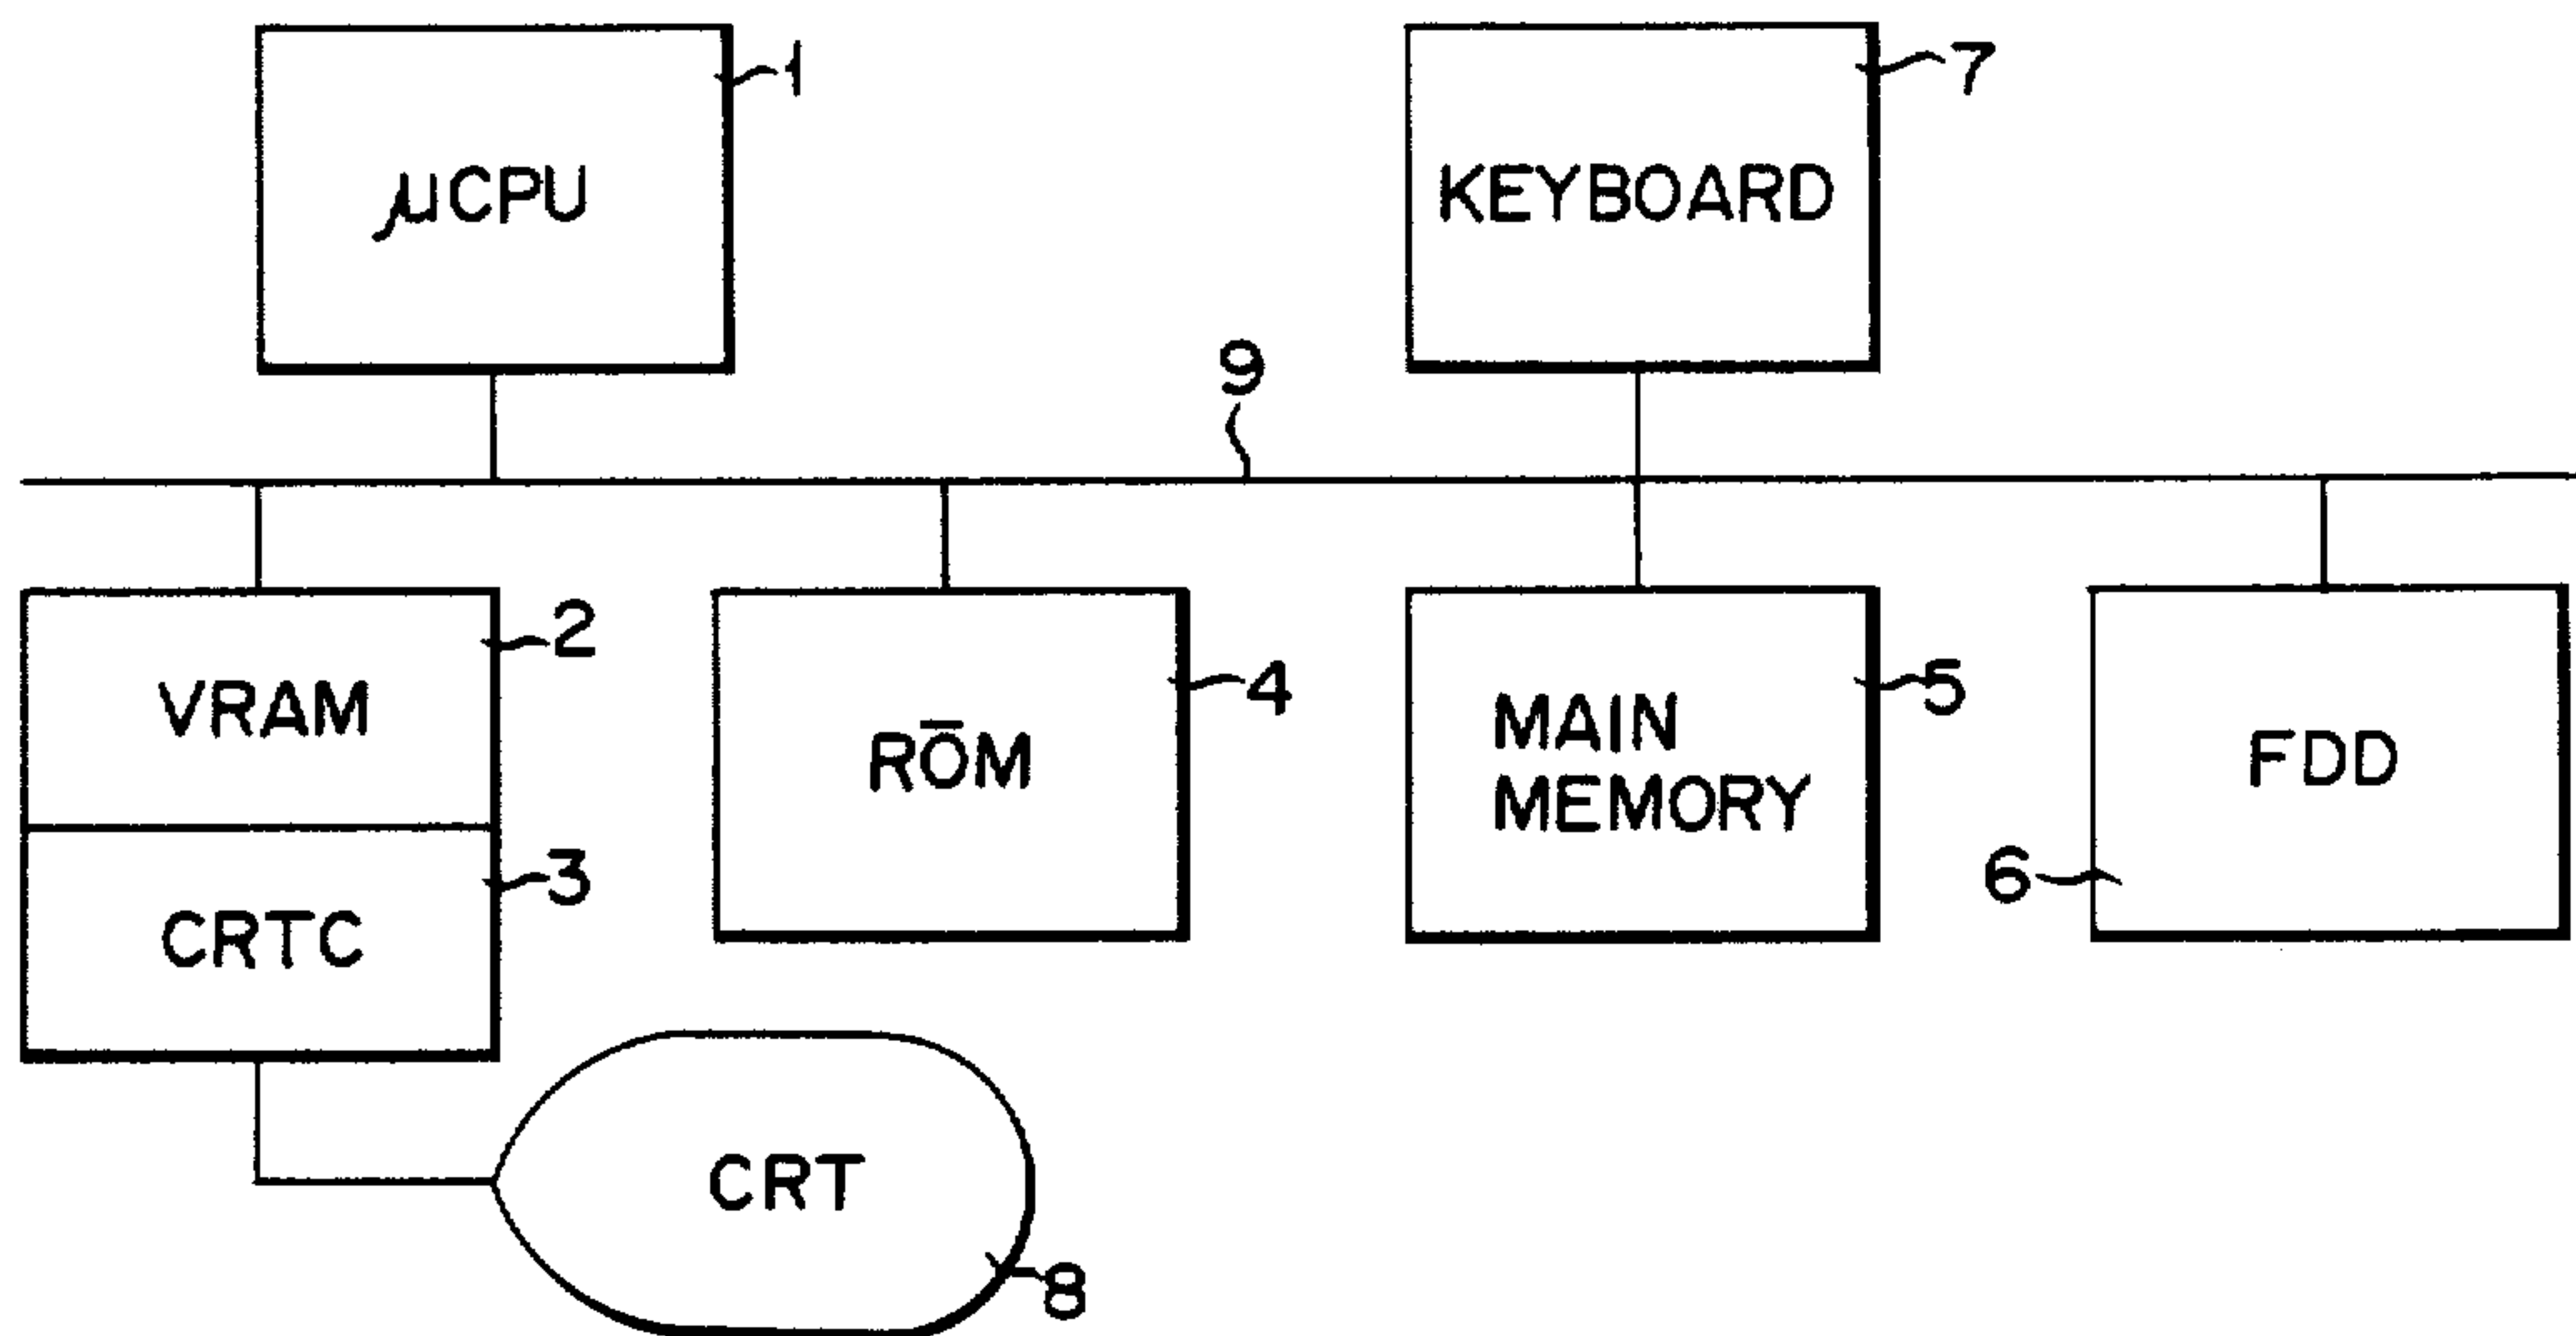 1
μCPU
7
KEYBOARD
9
2
VRAM
3
CRTC
4
RŌM
5
MAIN
MEMORY
6
FDD
CRT
8